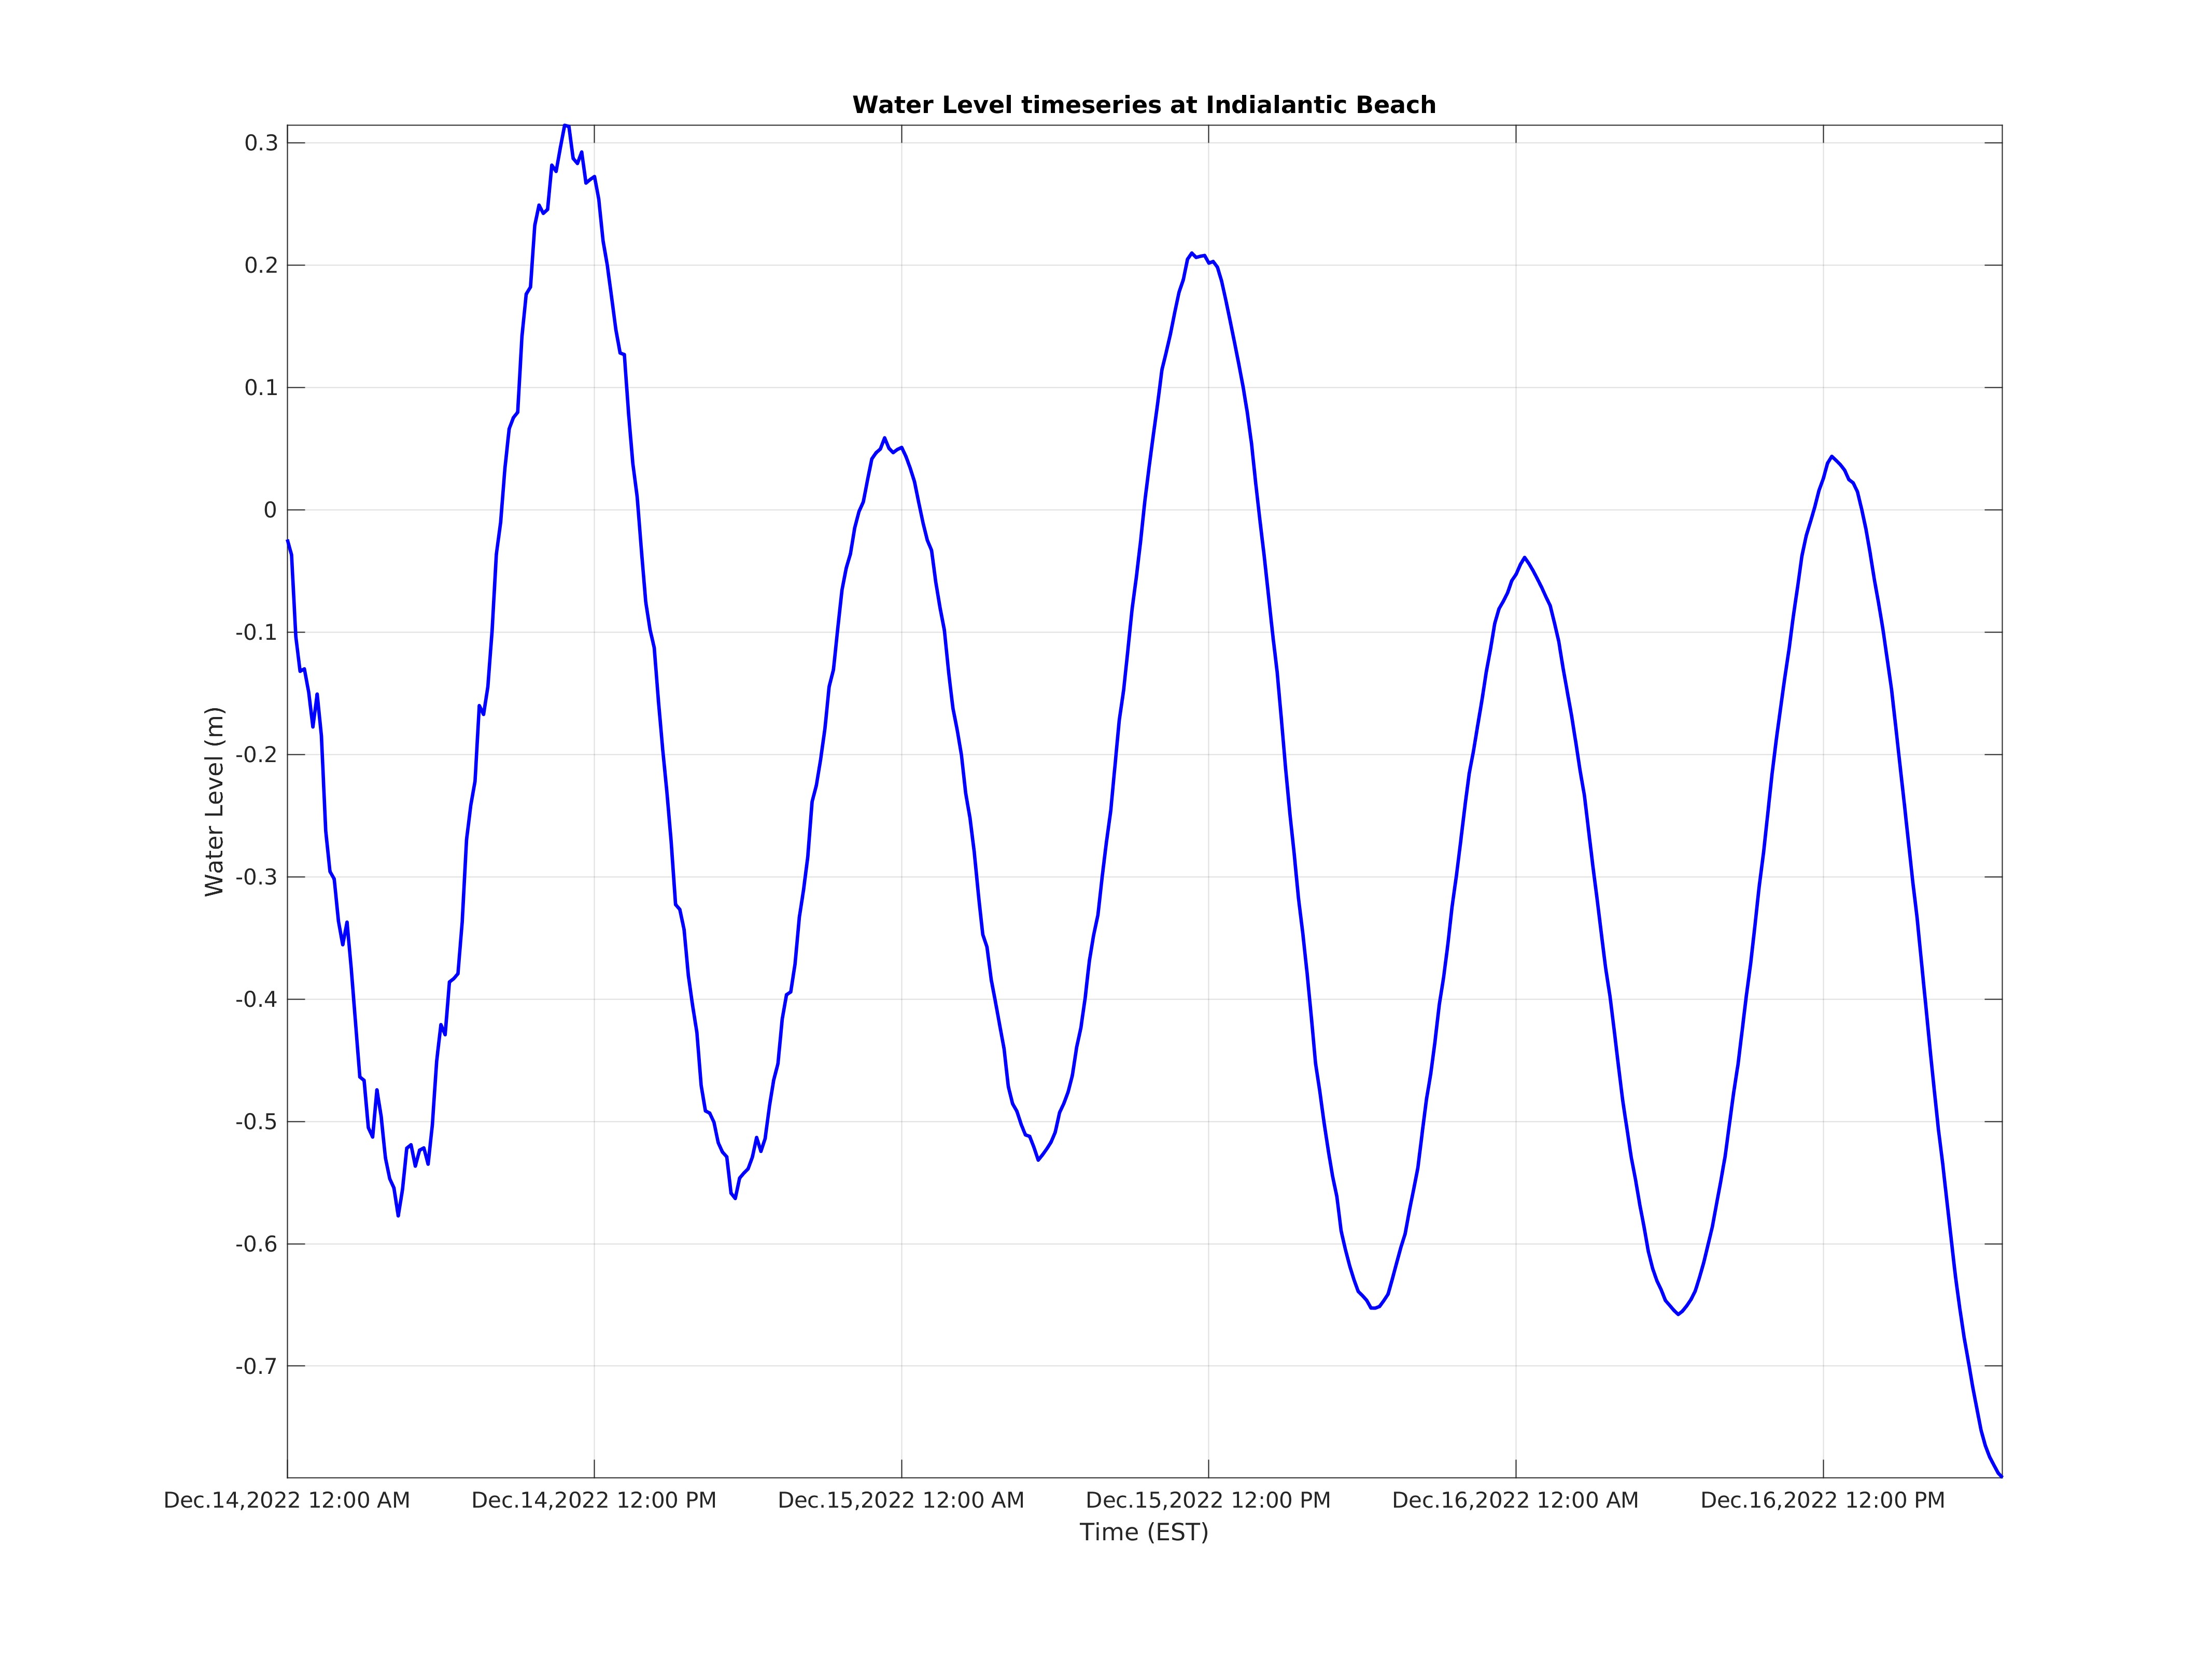 Water Level timeseries at Indialantic Beach
0.3
0.2
0.1
0
-0.1
-0.2
-0.3
-0.4
-0.5
-0.6
-0.7
Water Level (m)
Dec.14,2022 12:00 AM
Dec.14,2022 12:00 PM
Dec.15,2022 12:00 AM
Dec.15,2022 12:00 PM
Dec.16,2022 12:00 AM
Dec.16,2022 12:00 PM
Time (EST)